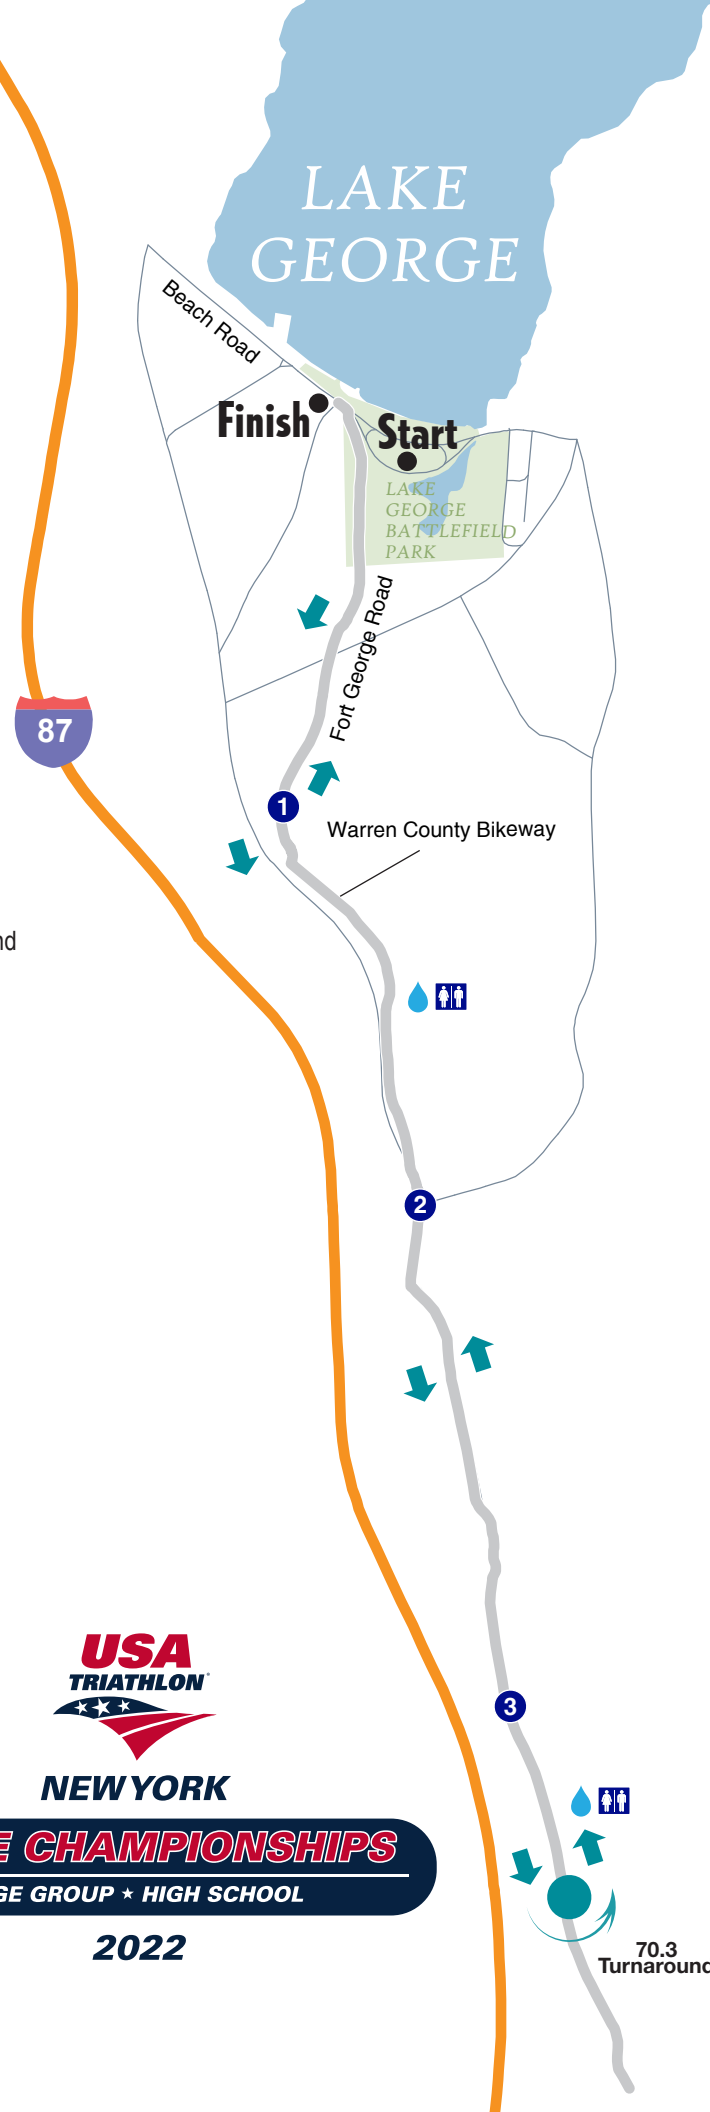 LAKE
GEORGE
Beach Road
Finish
Start
LAKE
GEORGE
BATTLEFIELD
PARK
Fort George Road
87
1
Warren County Bikeway
nd
2
3
USA
TRIATHLON
NEW YORK
E CHAMPIONSHIPS
GE GROUP ★ HIGH SCHOOL
2022
70.3
Turnaround